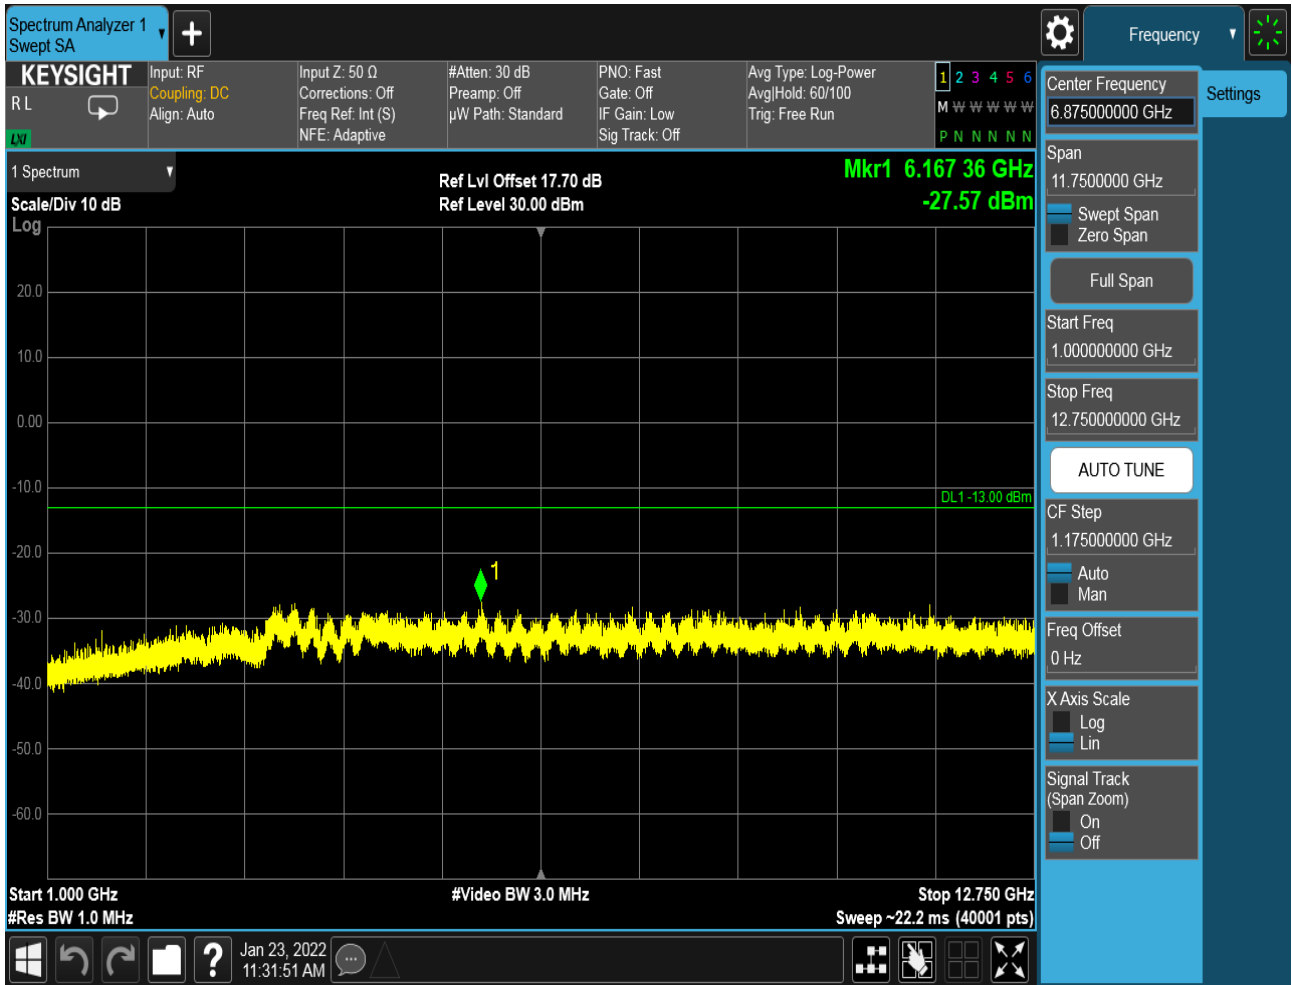 Spectrum Analyzer 1
Swept SA
Frequency
KEYSIGHT
R L
LXI
Input: RF
Coupling: DC
Align: Auto
Input Z: 50 Ω
Corrections: Off
Freq Ref: Int (S)
NFE: Adaptive
#Atten: 30 dB
Preamp: Off
µW Path: Standard
PNO: Fast
Gate: Off
IF Gain: Low
Sig Track: Off
Avg Type: Log-Power
Avg|Hold: 60/100
Trig: Free Run
1 2 3 4 5 6
M W W W W W
P N N N N N
1 Spectrum
Scale/Div 10 dB
Log
Ref Lvl Offset 17.70 dB
Ref Level 30.00 dBm
Mkr1 6.167 36 GHz
-27.57 dBm
20.0
10.0
0.00
-10.0
DL1 -13.00 dBm
-20.0
1
-30.0
-40.0
-50.0
-60.0
Start 1.000 GHz
#Res BW 1.0 MHz
#Video BW 3.0 MHz
Stop 12.750 GHz
Sweep ~22.2 ms (40001 pts)
Jan 23, 2022
11:31:51 AM
Settings
Center Frequency
6.875000000 GHz
Span
11.7500000 GHz
Swept Span
Zero Span
Full Span
Start Freq
1.000000000 GHz
Stop Freq
12.750000000 GHz
AUTO TUNE
CF Step
1.175000000 GHz
Auto
Man
Freq Offset
0 Hz
X Axis Scale
Log
Lin
Signal Track
(Span Zoom)
On
Off